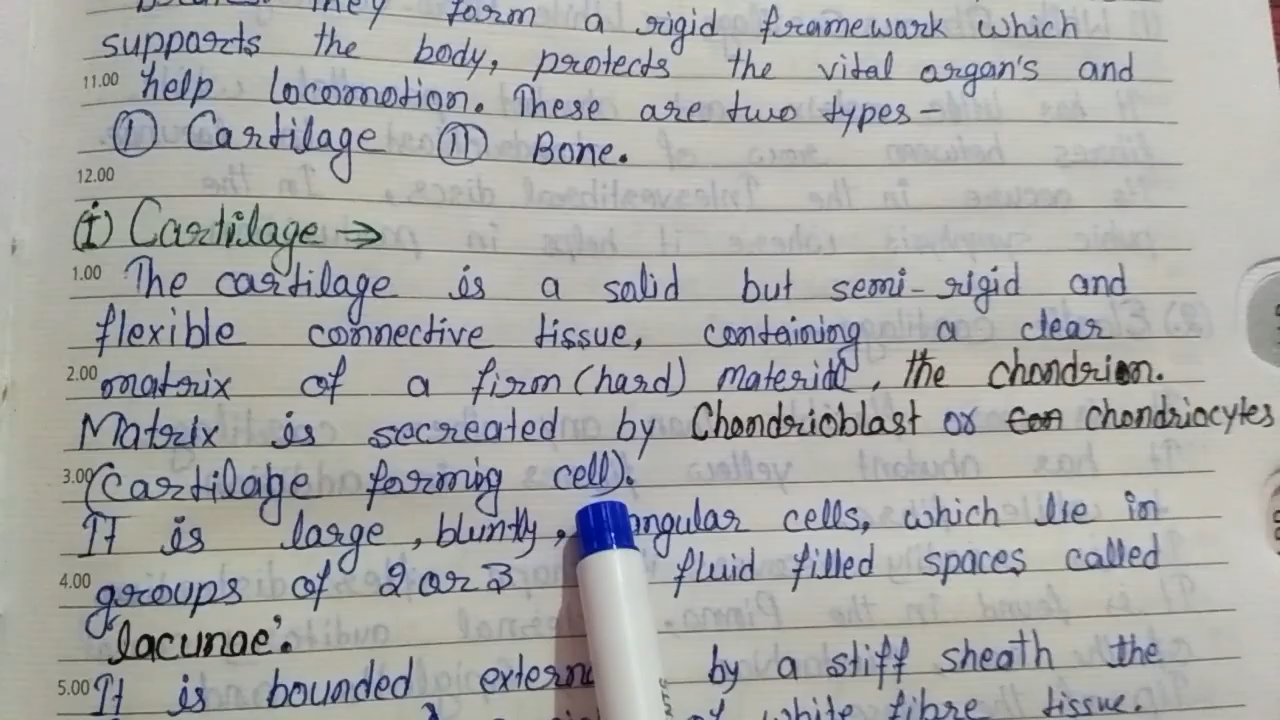 they form a rigid framework which
supports the body, protects the vital organ's and
11.00 help locomotion. These are two types-
(I) Cartilage (II) Bone.
12.00
(i) Cartilage →
1.00 The cartilage is a solid but semi-rigid and
flexible connective tissue, containing a clear
2.00 matrix of a firm (hard) material, the chondrion.
Matrix is secreated by Chondrioblast or chondriocytes
3.00 (Cartilage forming cell).
It is large, bluntly, angular cells, which lie in
4.00 groups of 2 or 3 fluid filled spaces called
'lacunae'.
5.00 It is bounded by a stiff sheath the
white fibre tissue.